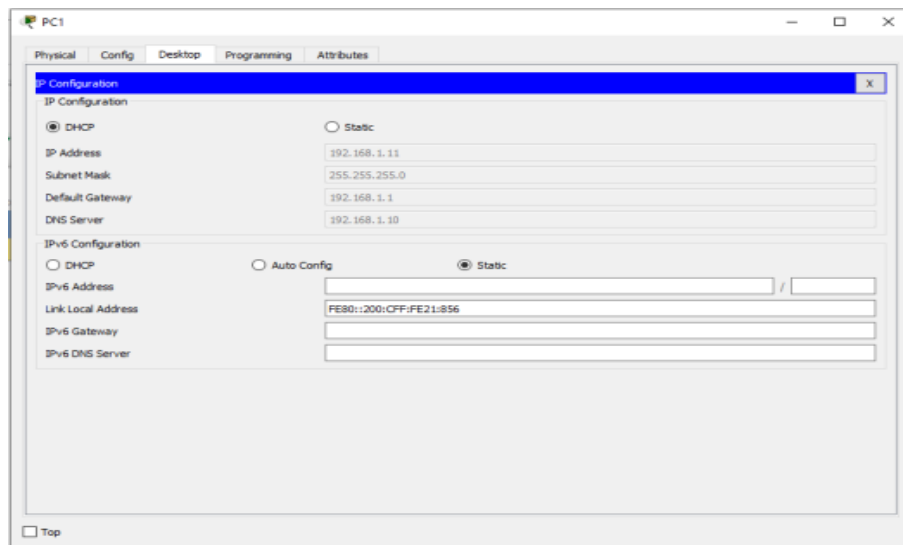 PC1
Physical Config Desktop Programming Attributes
IP Configuration X
IP Configuration
DHCP Static
IP Address 192.168.1.11
Subnet Mask 255.255.255.0
Default Gateway 192.168.1.1
DNS Server 192.168.1.10
IPv6 Configuration
DHCP Auto Config Static
IPv6 Address /
Link Local Address FE80::200:CFF:FE21:856
IPv6 Gateway
IPv6 DNS Server
Top